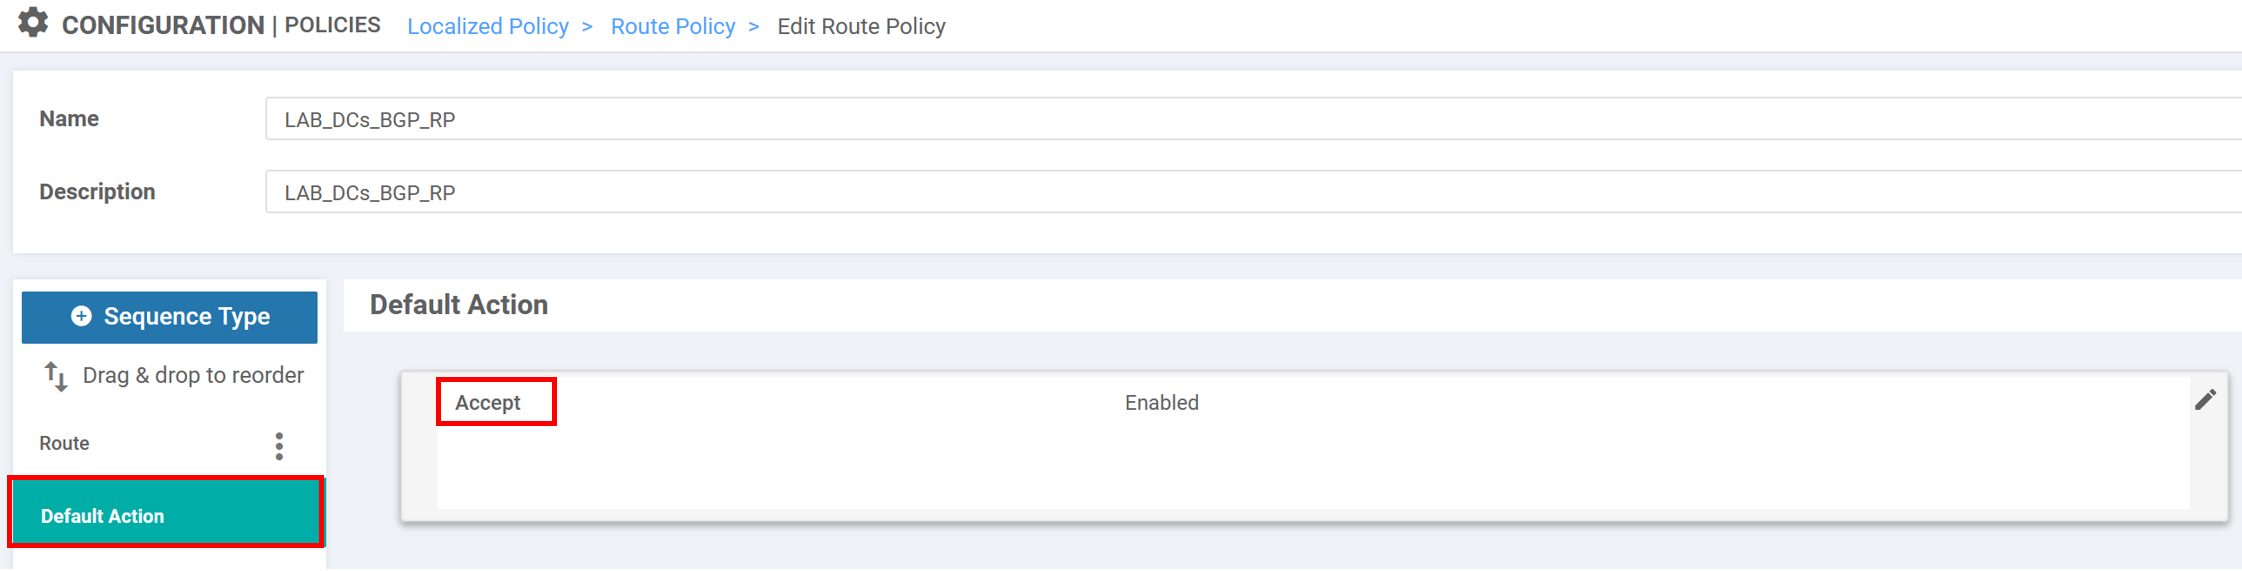 CONFIGURATION | POLICIES Localized Policy > Route Policy > Edit Route Policy
Name LAB_DCs_BGP_RP
Description LAB_DCs_BGP_RP
Sequence Type
Drag & drop to reorder
Route
Default Action
Default Action
Accept Enabled